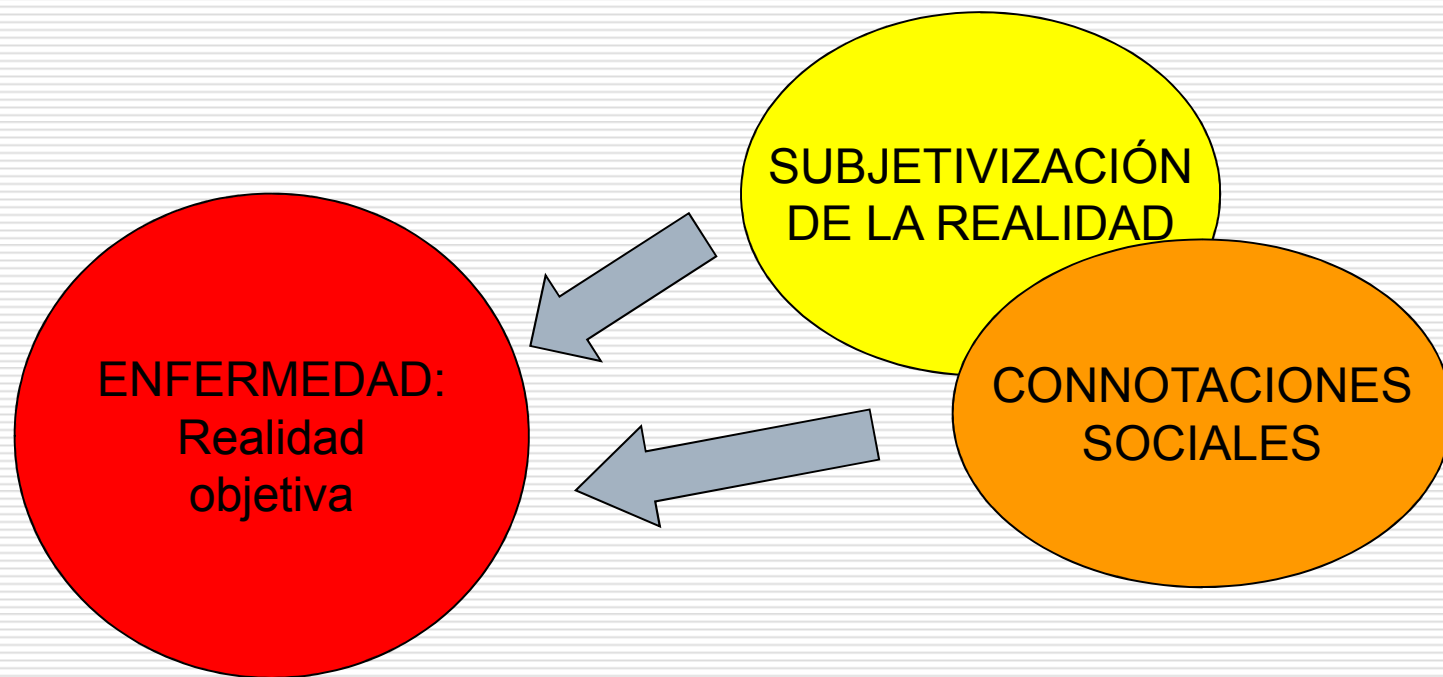 SUBJETIVIZACIÓN
DE LA REALIDAD
ENFERMEDAD:
Realidad
objetiva
CONNOTACIONES
SOCIALES